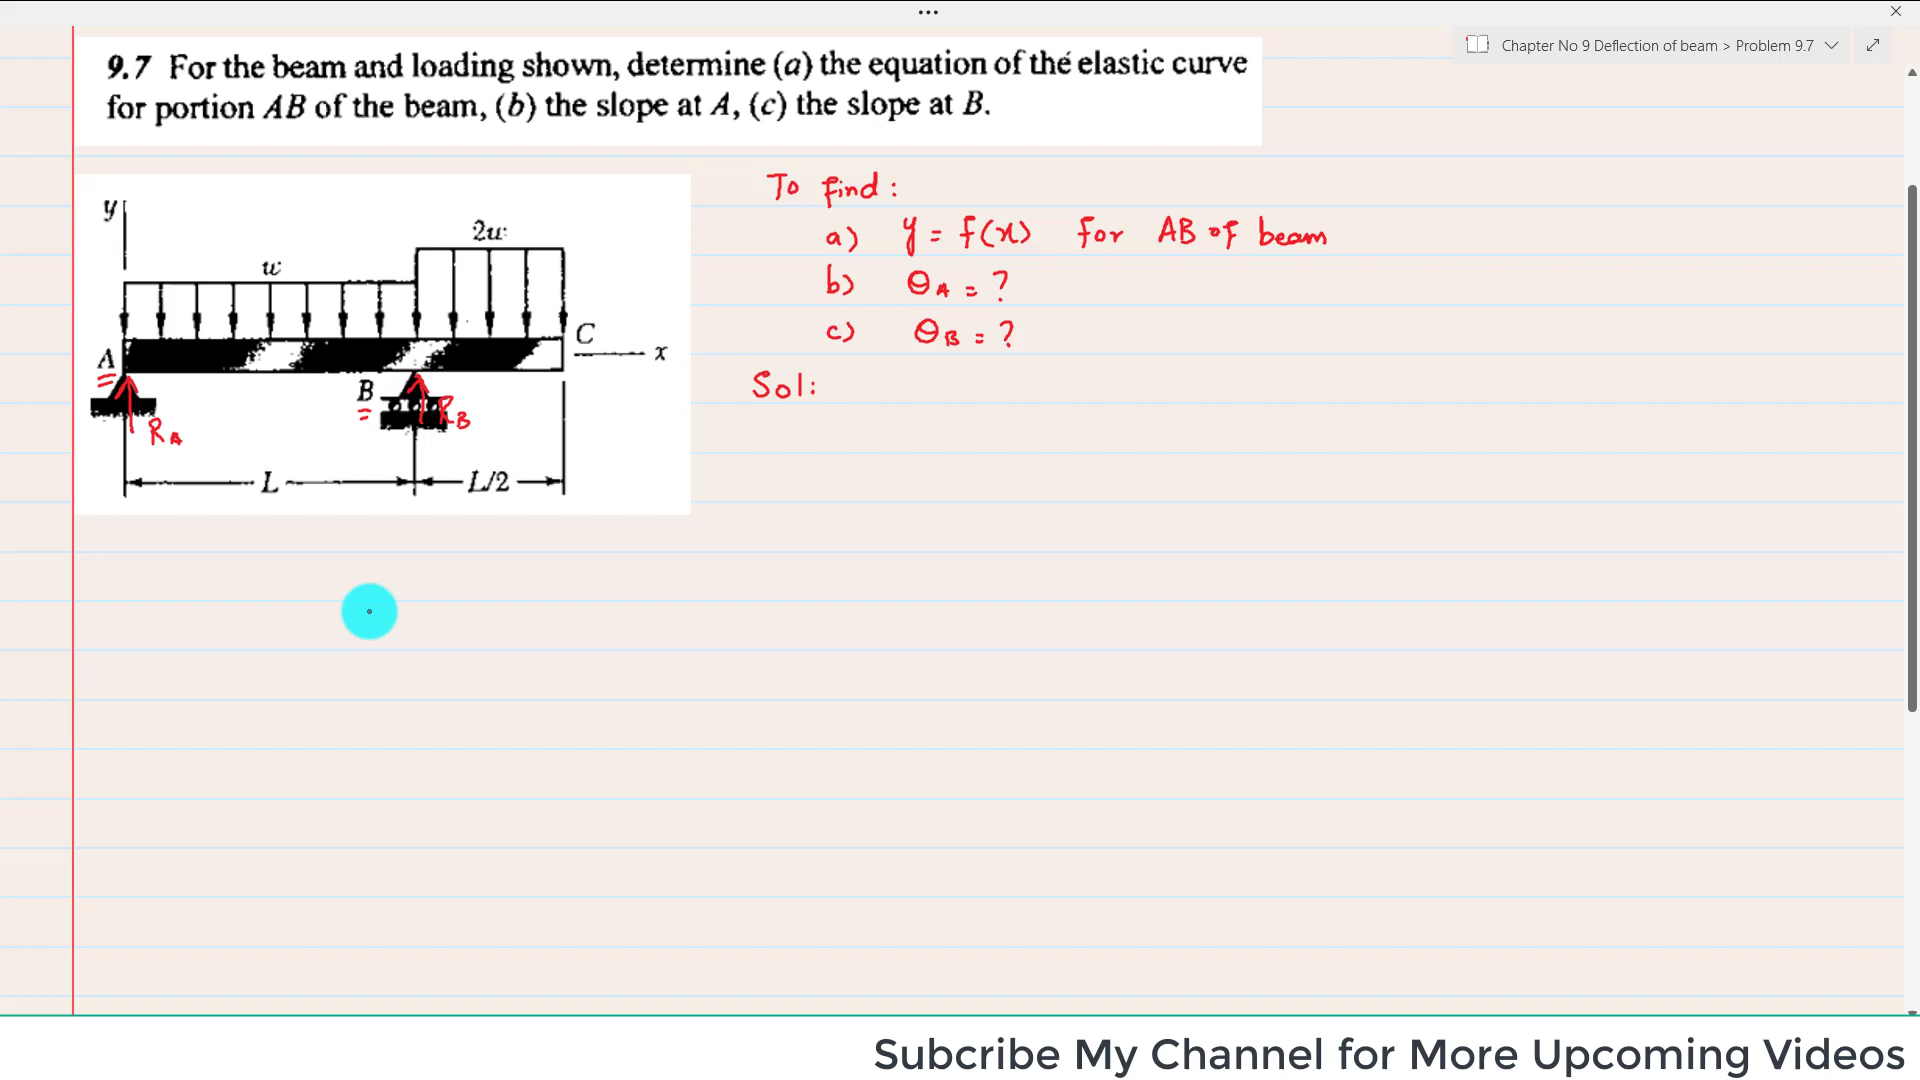 Chapter No 9 Deflection of beam > Problem 9.7
9.7 For the beam and loading shown, determine (a) the equation of the elastic curve
for portion AB of the beam, (b) the slope at A, (c) the slope at B.
To find:
a) y = f(x) for AB of beam
b) θA = ?
c) θB = ?
Sol:
y
2w
w
C
x
A
B
RB
RA
L
L/2
Subcribe My Channel for More Upcoming Videos